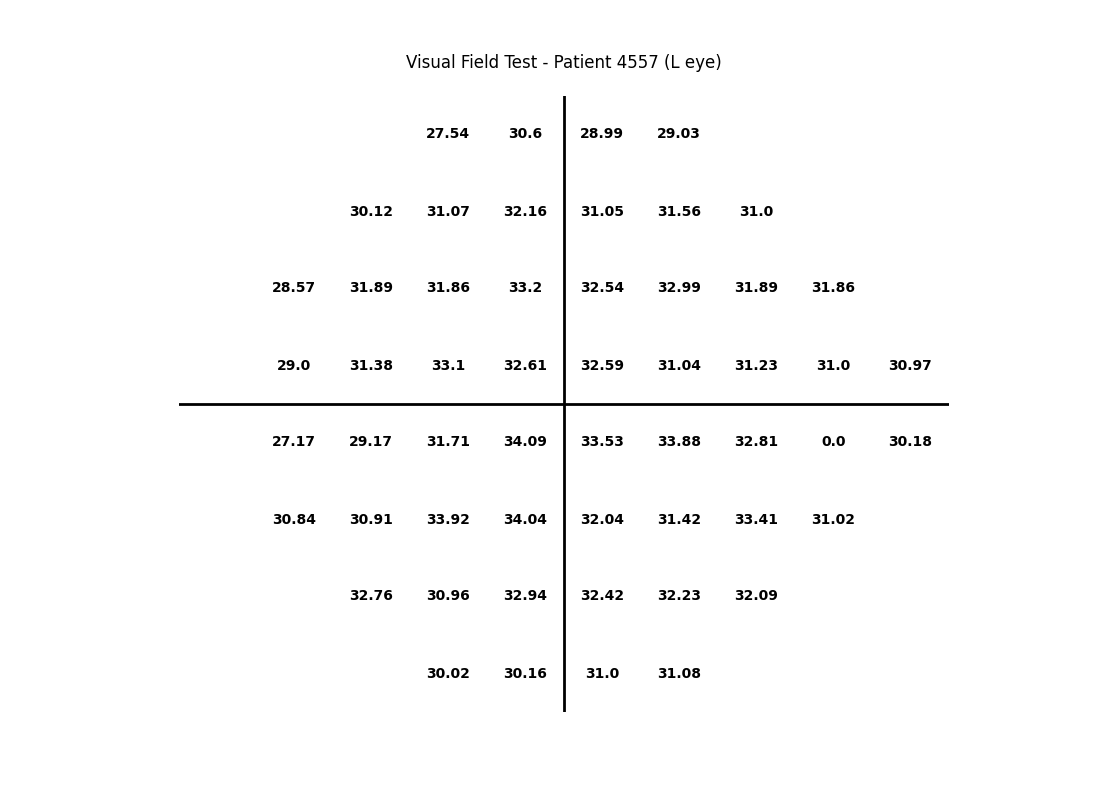 Visual Field Test - Patient 4557 (L eye)
27.54 30.6 28.99 29.03
30.12 31.07 32.16 31.05 31.56 31.0
28.57 31.89 31.86 33.2 32.54 32.99 31.89 31.86
29.0 31.38 33.1 32.61 32.59 31.04 31.23 31.0 30.97
27.17 29.17 31.71 34.09 33.53 33.88 32.81 0.0 30.18
30.84 30.91 33.92 34.04 32.04 31.42 33.41 31.02
32.76 30.96 32.94 32.42 32.23 32.09
30.02 30.16 31.0 31.08